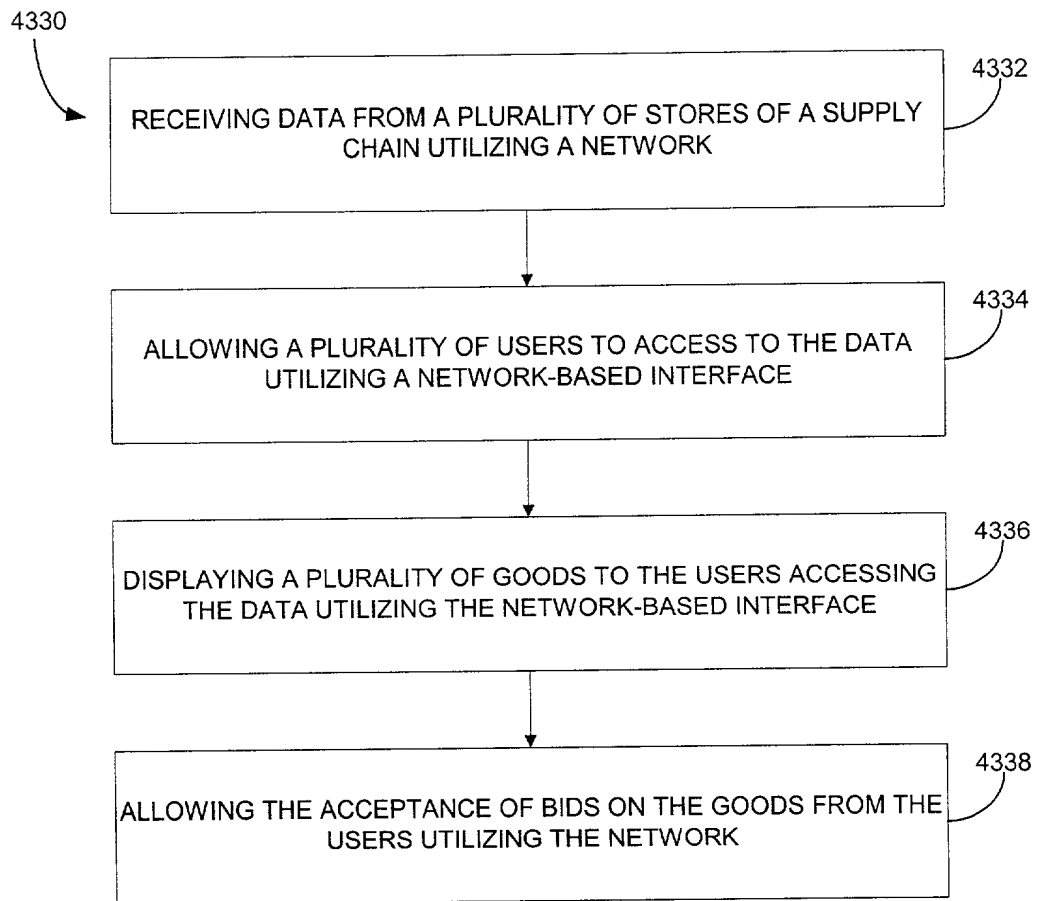 4330
4332
RECEIVING DATA FROM A PLURALITY OF STORES OF A SUPPLY
CHAIN UTILIZING A NETWORK
4334
ALLOWING A PLURALITY OF USERS TO ACCESS TO THE DATA
UTILIZING A NETWORK-BASED INTERFACE
4336
DISPLAYING A PLURALITY OF GOODS TO THE USERS ACCESSING
THE DATA UTILIZING THE NETWORK-BASED INTERFACE
4338
ALLOWING THE ACCEPTANCE OF BIDS ON THE GOODS FROM THE
USERS UTILIZING THE NETWORK